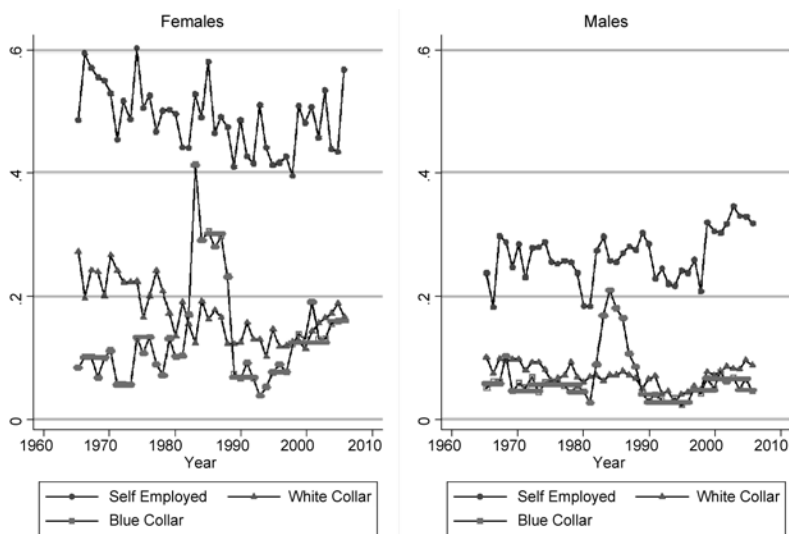 Females
.6
.4
.2
0
1960 1970 1980 1990 2000 2010
Year
Self Employed White Collar
Blue Collar
Males
.6
.4
.2
0
1960 1970 1980 1990 2000 2010
Year
Self Employed White Collar
Blue Collar